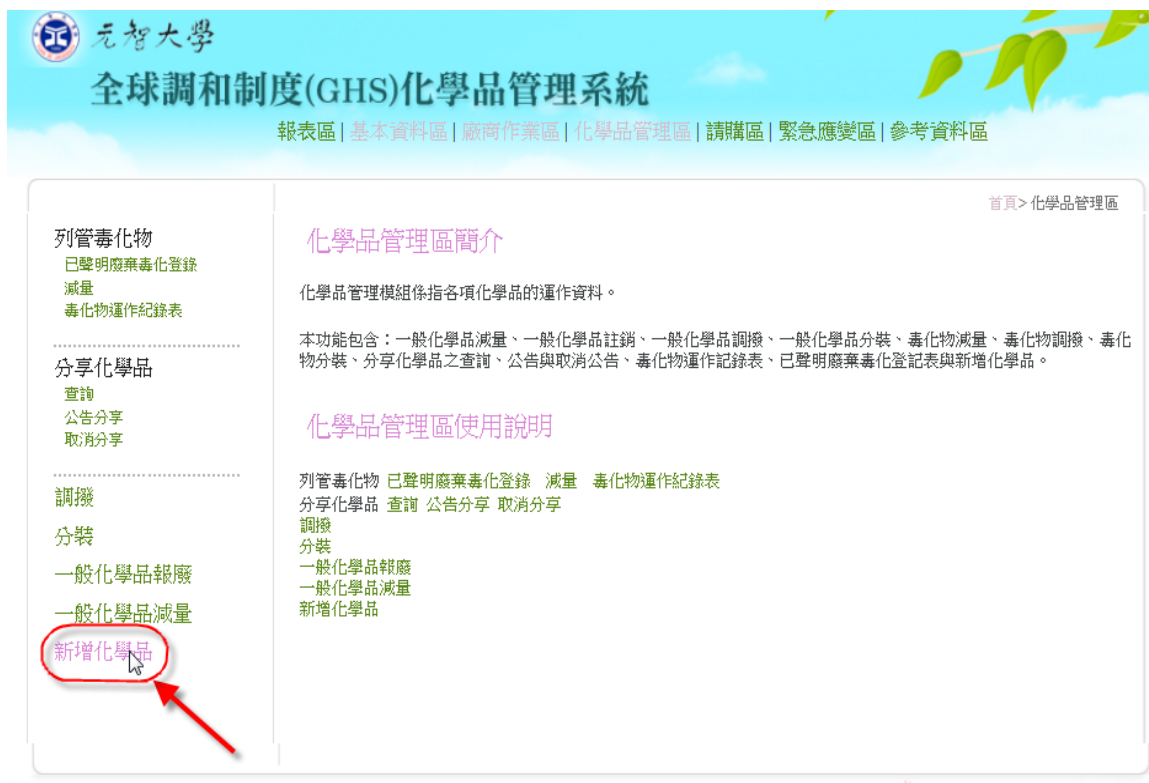 元智大學
全球調和制度(GHS)化學品管理系統
報表區 | 基本資料區 | 廠商作業區 | 化學品管理區 | 請購區 | 緊急應變區 | 參考資料區
首頁> 化學品管理區
列管毒化物
已聲明廢棄毒化登錄
減量
毒化物運作紀錄表
分享化學品
查詢
公告分享
取消分享
調撥
分裝
一般化學品報廢
一般化學品減量
新增化學品
化學品管理區簡介
化學品管理模組係指各項化學品的運作資料。
本功能包含：一般化學品減量、一般化學品註銷、一般化學品調撥、一般化學品分裝、毒化物減量、毒化物調撥、毒化
物分裝、分享化學品之查詢、公告與取消公告、毒化物運作記錄表、已聲明廢棄毒化登記表與新增化學品。
化學品管理區使用說明
列管毒化物 已聲明廢棄毒化登錄 減量 毒化物運作紀錄表
分享化學品 查詢 公告分享 取消分享
調撥
分裝
一般化學品報廢
一般化學品減量
新增化學品